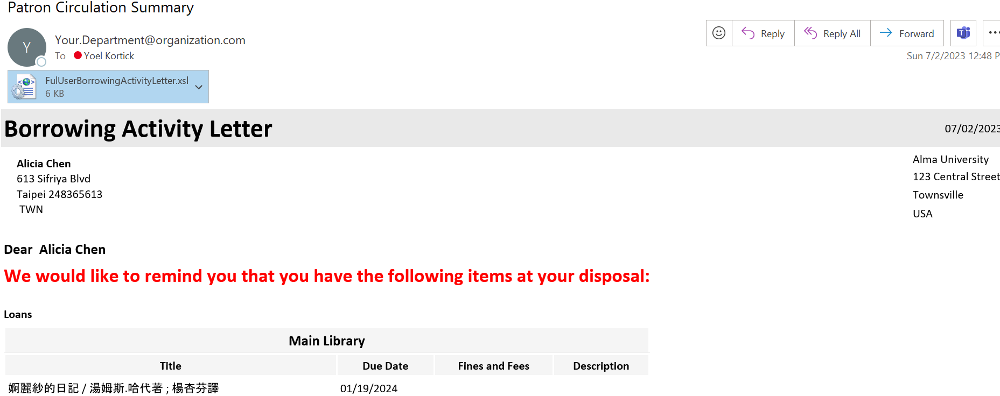 Patron Circulation Summary
Y
Your.Department@organization.com
To Yoel Kortick
Reply
Reply All
Forward
Sun 7/2/2023 12:48 P
FulUserBorrowingActivityLetter.xsl
6 KB
Borrowing Activity Letter
07/02/2023
Alicia Chen
613 Sifriya Blvd
Taipei 248365613
TWN
Alma University
123 Central Street
Townsville
USA
Dear Alicia Chen
We would like to remind you that you have the following items at your disposal:
Loans
Main Library
Title Due Date Fines and Fees Description
婀麗紗的日記 / 湯姆斯.哈代著 ; 楊杏芬譯 01/19/2024